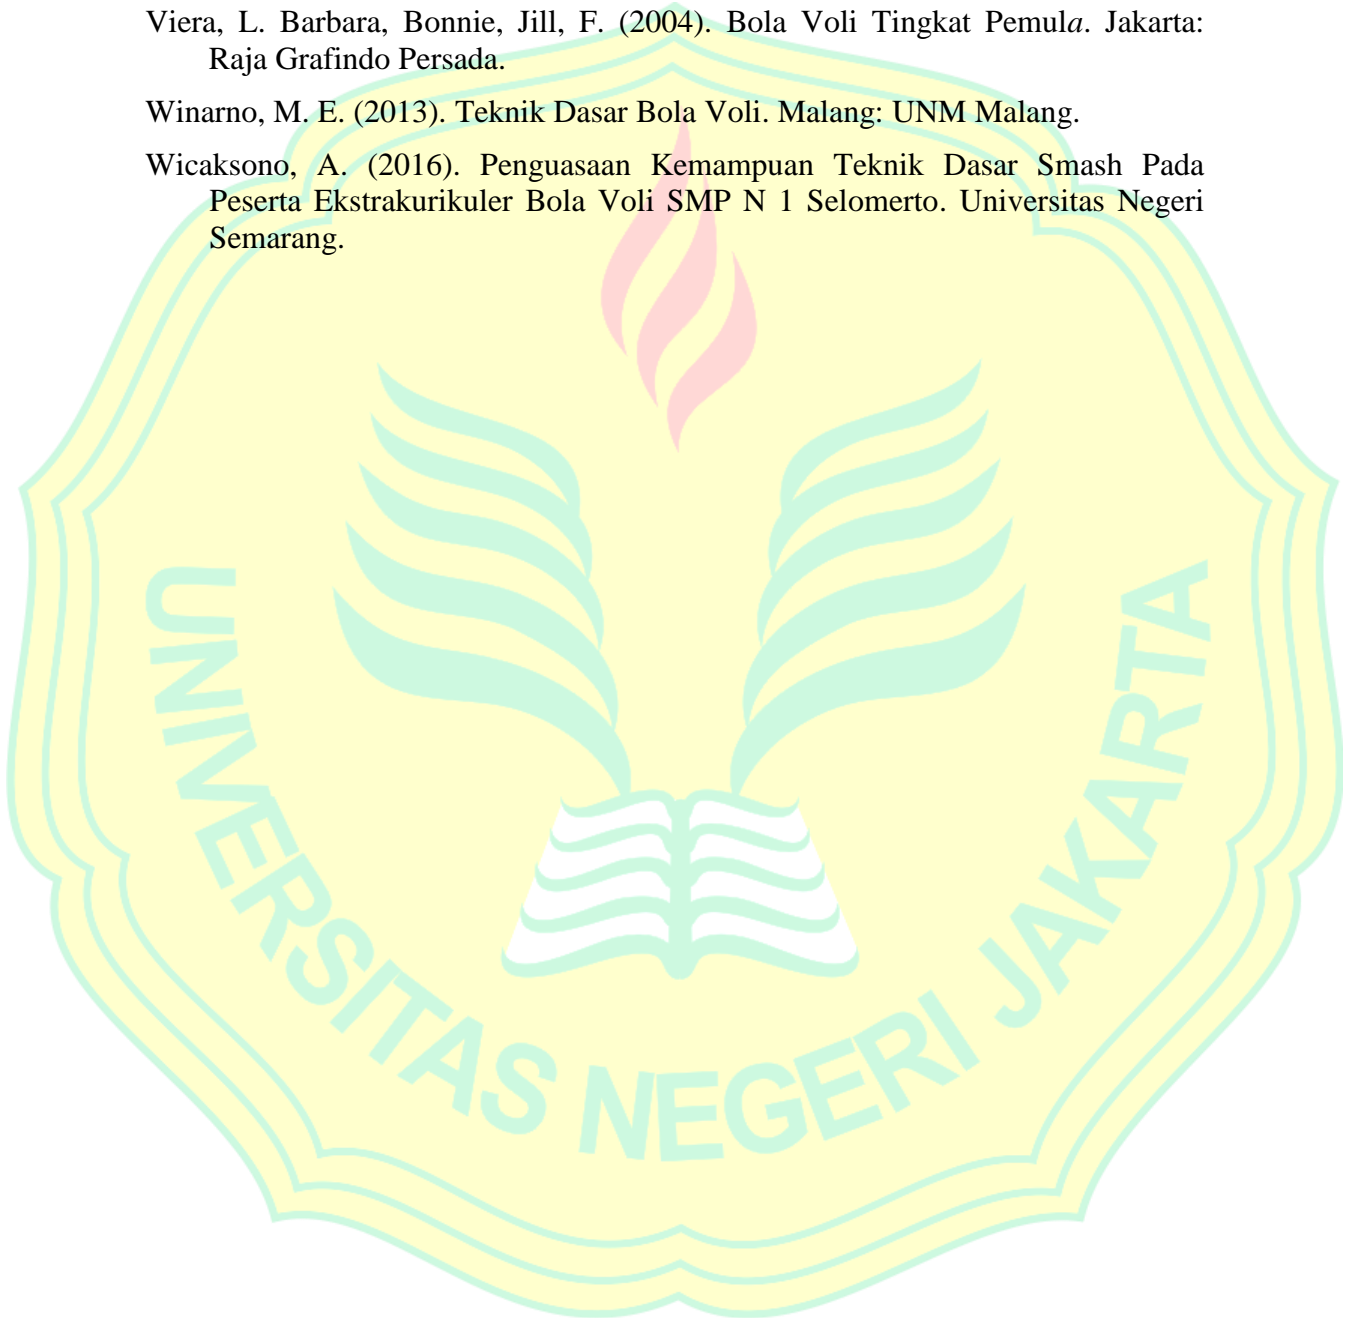 Viera, L. Barbara, Bonnie, Jill, F. (2004). Bola Voli Tingkat Pemula. Jakarta:
Raja Grafindo Persada.
Winarno, M. E. (2013). Teknik Dasar Bola Voli. Malang: UNM Malang.
Wicaksono, A. (2016). Penguasaan Kemampuan Teknik Dasar Smash Pada
Peserta Ekstrakurikuler Bola Voli SMP N 1 Selomerto. Universitas Negeri
Semarang.
UNIVERSITAS NEGERI JAKARTA